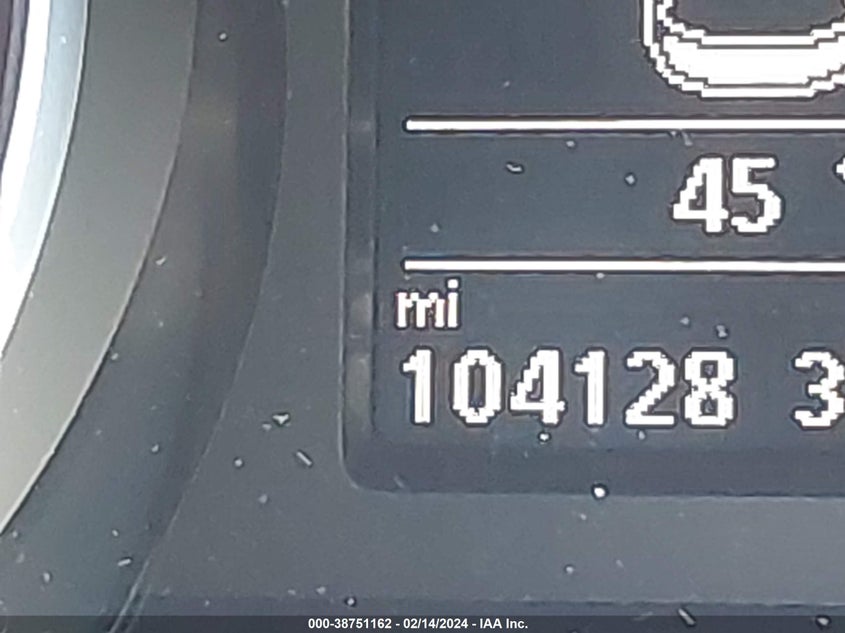 45
mi
104128 3
000-38751162 - 02/14/2024 - IAA Inc.